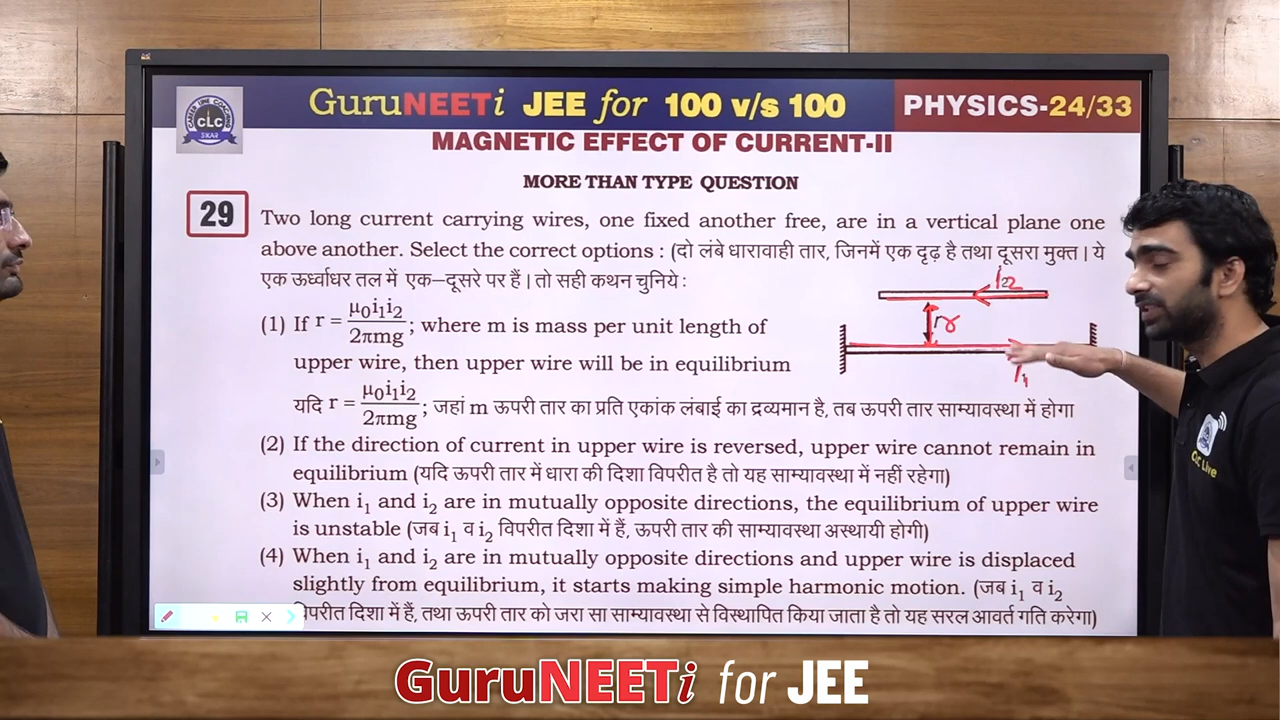 GuruNEETi JEE for 100 v/s 100
PHYSICS-24/33
CAREER LINE COACHING
CLC
SIKAR
MAGNETIC EFFECT OF CURRENT-II
MORE THAN TYPE QUESTION
29
Two long current carrying wires, one fixed another free, are in a vertical plane one
above another. Select the correct options : (दो लंबे धारावाही तार, जिनमें एक दृढ़ है तथा दूसरा मुक्त। ये
एक ऊर्ध्वाधर तल में एक–दूसरे पर हैं। तो सही कथन चुनिये :
i₂
r
i₁
(1) If r = μ₀i₁i₂/2πmg ; where m is mass per unit length of
upper wire, then upper wire will be in equilibrium
यदि r = μ₀i₁i₂/2πmg ; जहां m ऊपरी तार का प्रति एकांक लंबाई का द्रव्यमान है, तब ऊपरी तार साम्यावस्था में होगा
(2) If the direction of current in upper wire is reversed, upper wire cannot remain in
equilibrium (यदि ऊपरी तार में धारा की दिशा विपरीत है तो यह साम्यावस्था में नहीं रहेगा)
(3) When i₁ and i₂ are in mutually opposite directions, the equilibrium of upper wire
is unstable (जब i₁ व i₂ विपरीत दिशा में हैं, ऊपरी तार की साम्यावस्था अस्थायी होगी)
(4) When i₁ and i₂ are in mutually opposite directions and upper wire is displaced
slightly from equilibrium, it starts making simple harmonic motion. (जब i₁ व i₂
विपरीत दिशा में हैं, तथा ऊपरी तार को जरा सा साम्यावस्था से विस्थापित किया जाता है तो यह सरल आवर्त गति करेगा)
CLC Live
GuruNEETi for JEE